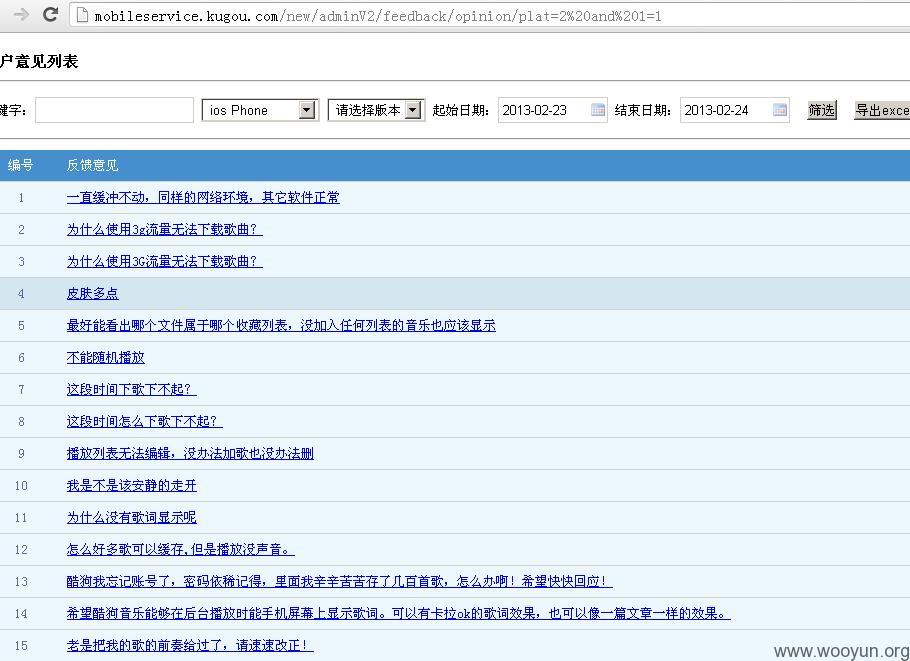 mobileservice.kugou.com/new/adminV2/feedback/opinion/plat=2%20and%201=1
户意见列表
键字： ios Phone 请选择版本 起始日期： 2013-02-23 结束日期： 2013-02-24 筛选 导出exce
编号 反馈意见
1 一直缓冲不动，同样的网络环境，其它软件正常
2 为什么使用3g流量无法下载歌曲？
3 为什么使用3G流量无法下载歌曲？
4 皮肤多点
5 最好能看出哪个文件属于哪个收藏列表，没加入任何列表的音乐也应该显示
6 不能随机播放
7 这段时间下歌下不起？
8 这段时间怎么下歌下不起？
9 播放列表无法编辑，没办法加歌也没办法删
10 我是不是该安静的走开
11 为什么没有歌词显示呢
12 怎么好多歌可以缓存，但是播放没声音。
13 酷狗我忘记账号了，密码依稀记得，里面我辛辛苦苦存了几百首歌，怎么办啊！希望快快回应！
14 希望酷狗音乐能够在后台播放时能手机屏幕上显示歌词。可以有卡拉ok的歌词效果，也可以像一篇文章一样的效果。
15 老是把我的歌的前奏给过了，请速速改正！
www.wooyun.org